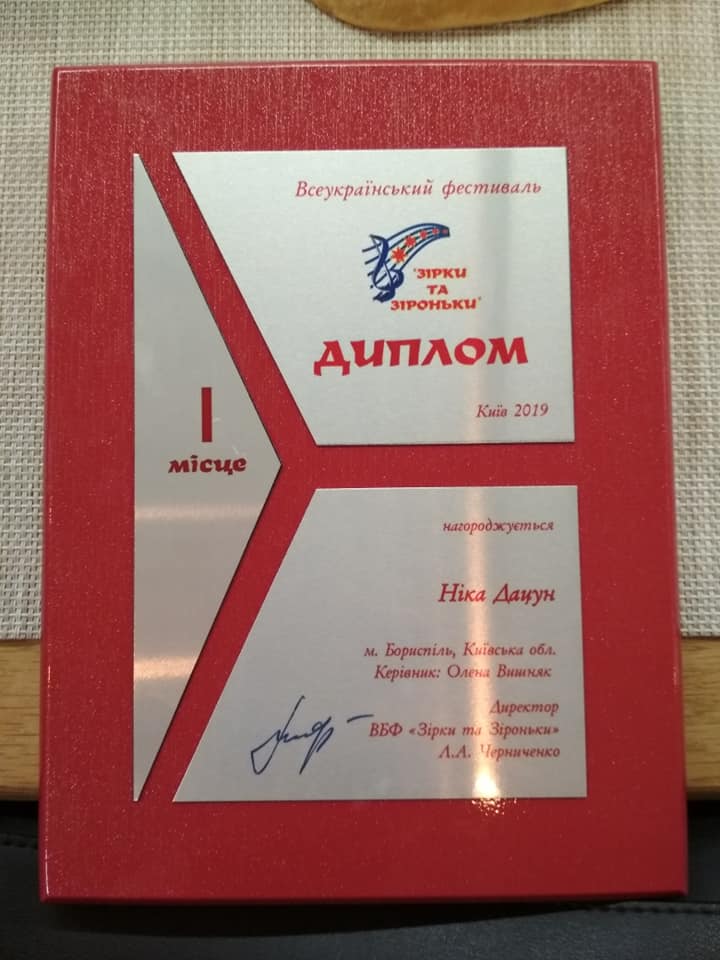 Всеукраїнський фестиваль
"ЗІРКИ
ТА
ЗІРОНЬКИ"
ДИПЛОМ
Київ 2019
I
місце
нагороджується
Ніка Дацун
м. Бориспіль, Київська обл.
Керівник: Олена Вишняк
Директор
ВБФ «Зірки та Зіроньки»
Л.А. Черниченко